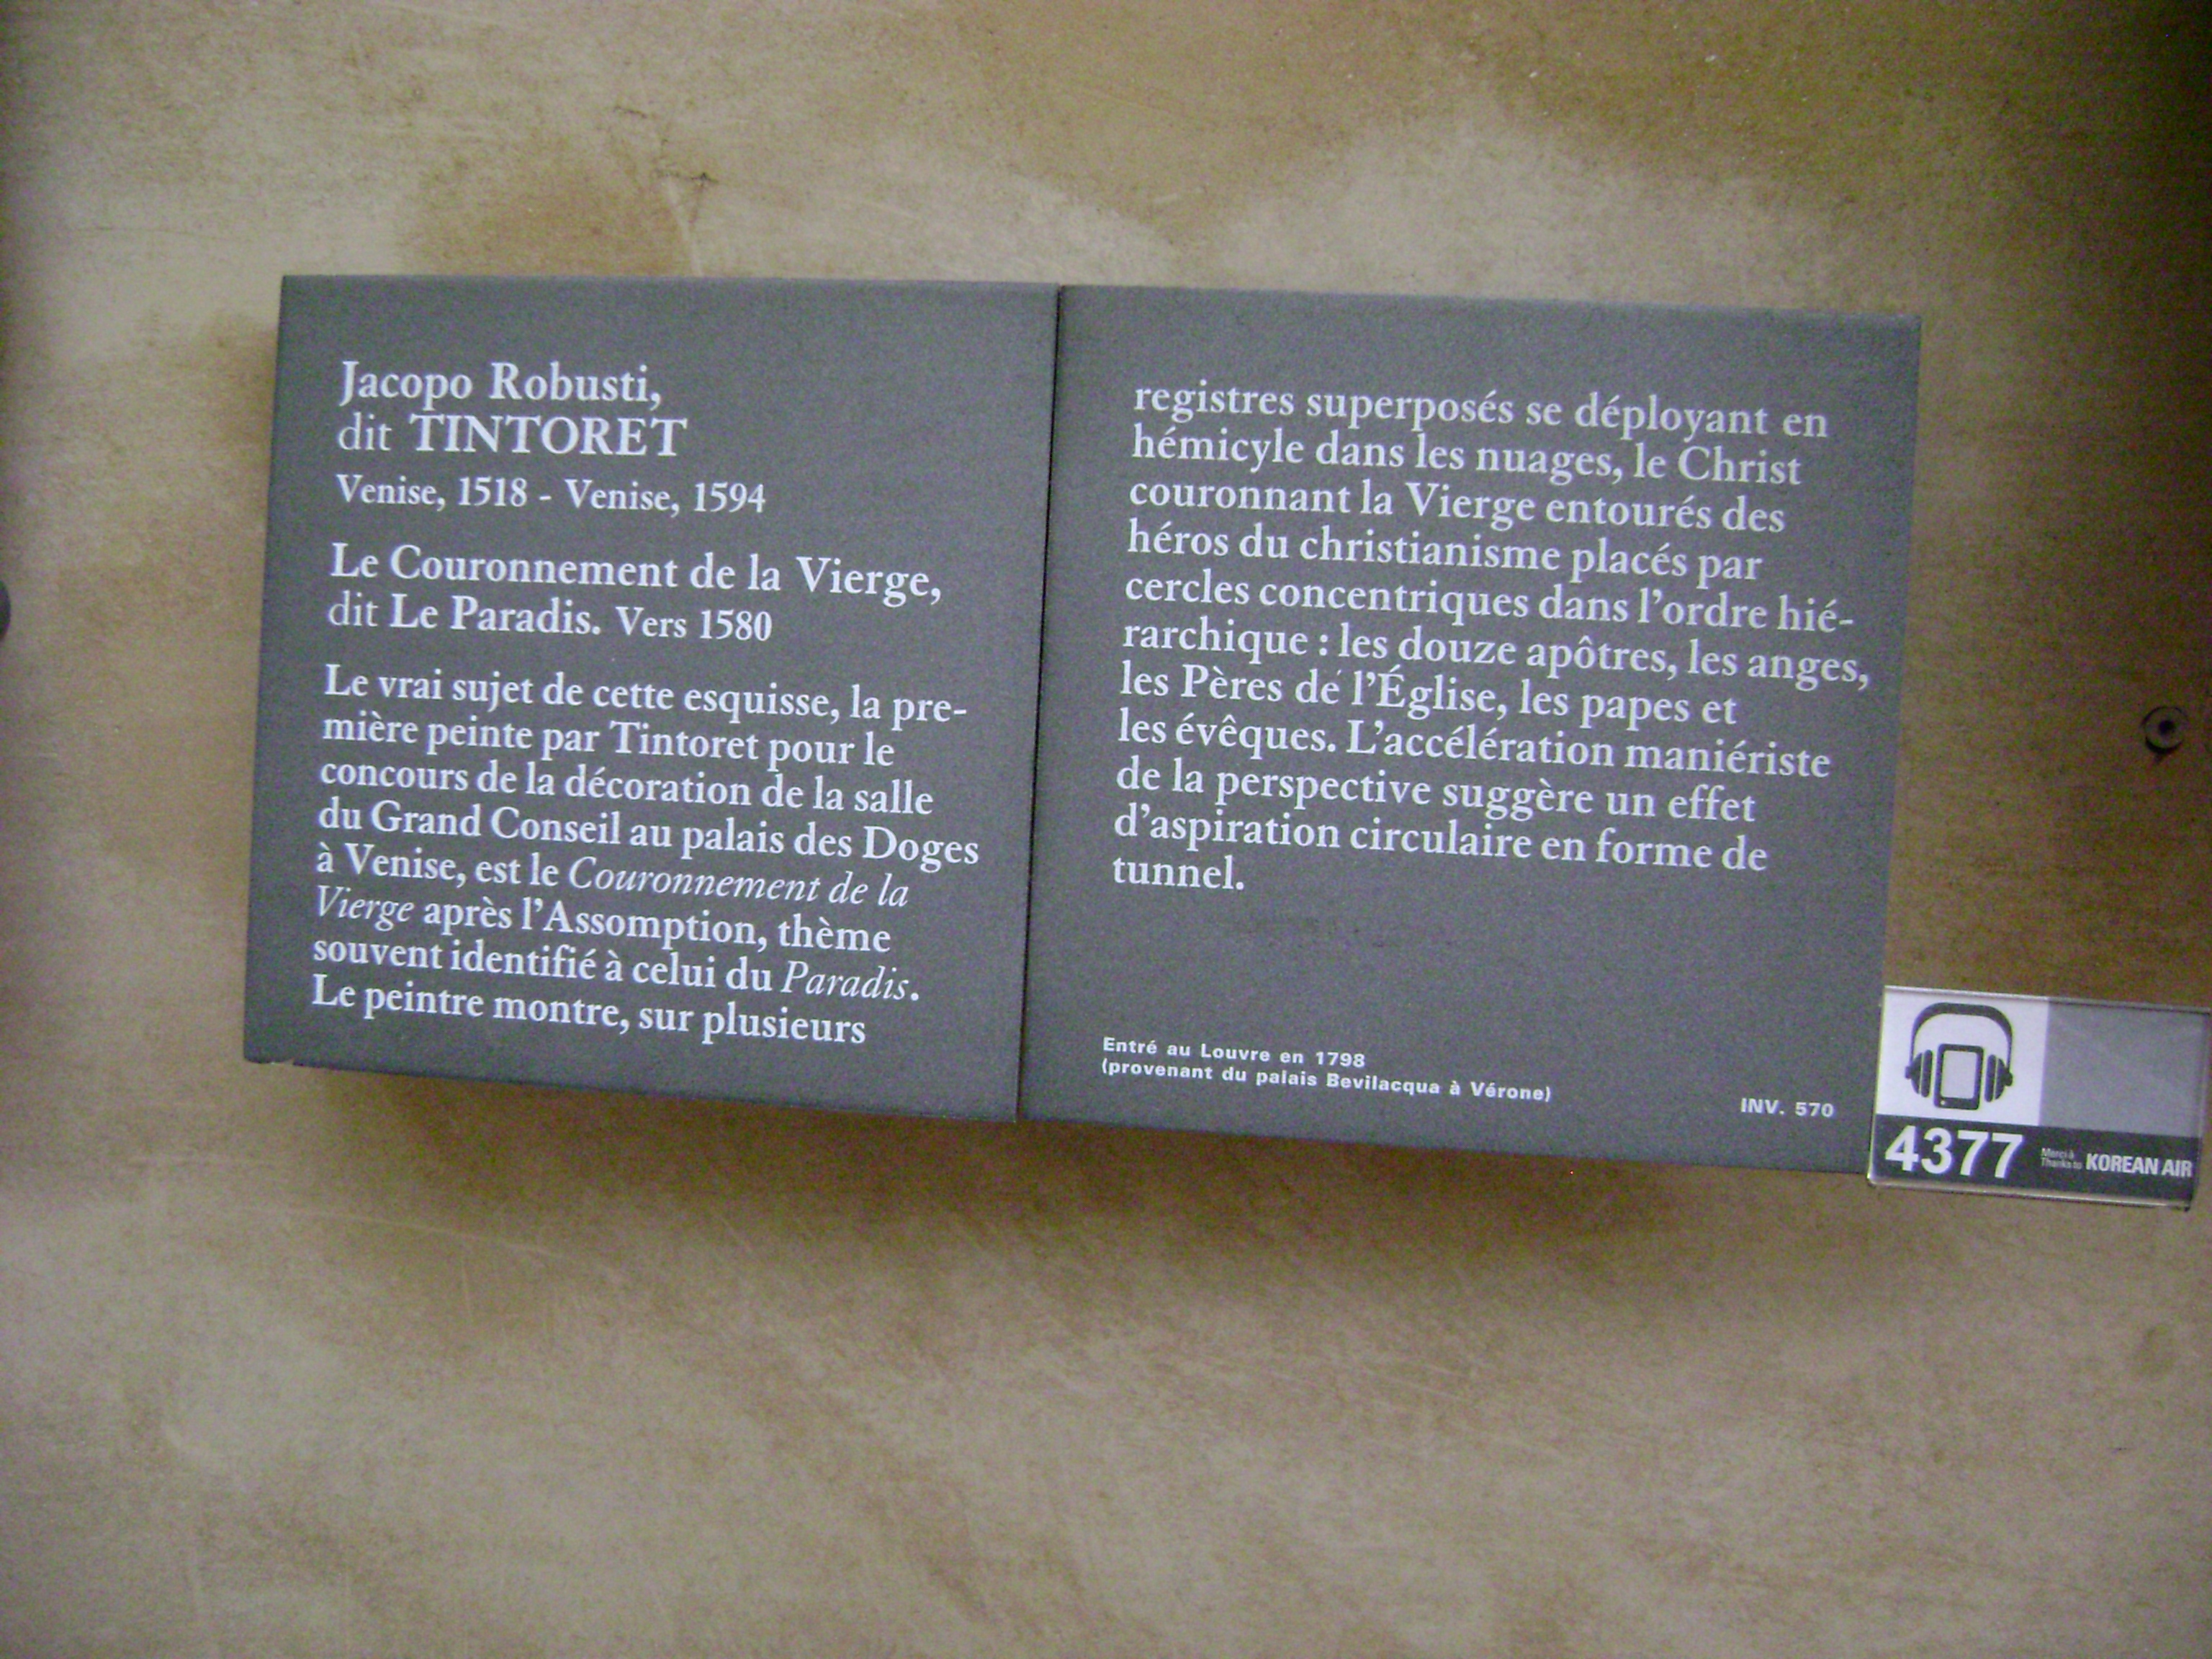 Jacopo Robusti,
dit TINTORET
Venise, 1518 - Venise, 1594
Le Couronnement de la Vierge,
dit Le Paradis. Vers 1580
Le vrai sujet de cette esquisse, la pre-
mière peinte par Tintoret pour le
concours de la décoration de la salle
du Grand Conseil au palais des Doges
à Venise, est le Couronnement de la
Vierge après l'Assomption, thème
souvent identifié à celui du Paradis.
Le peintre montre, sur plusieurs
registres superposés se déployant en
hémicyle dans les nuages, le Christ
couronnant la Vierge entourés des
héros du christianisme placés par
cercles concentriques dans l'ordre hié-
rarchique : les douze apôtres, les anges,
les Pères de l'Église, les papes et
les évêques. L'accélération maniériste
de la perspective suggère un effet
d'aspiration circulaire en forme de
tunnel.
Entré au Louvre en 1798
(provenant du palais Bevilacqua à Vérone)
INV. 570
4377
Merci à
Thanks to KOREAN AIR